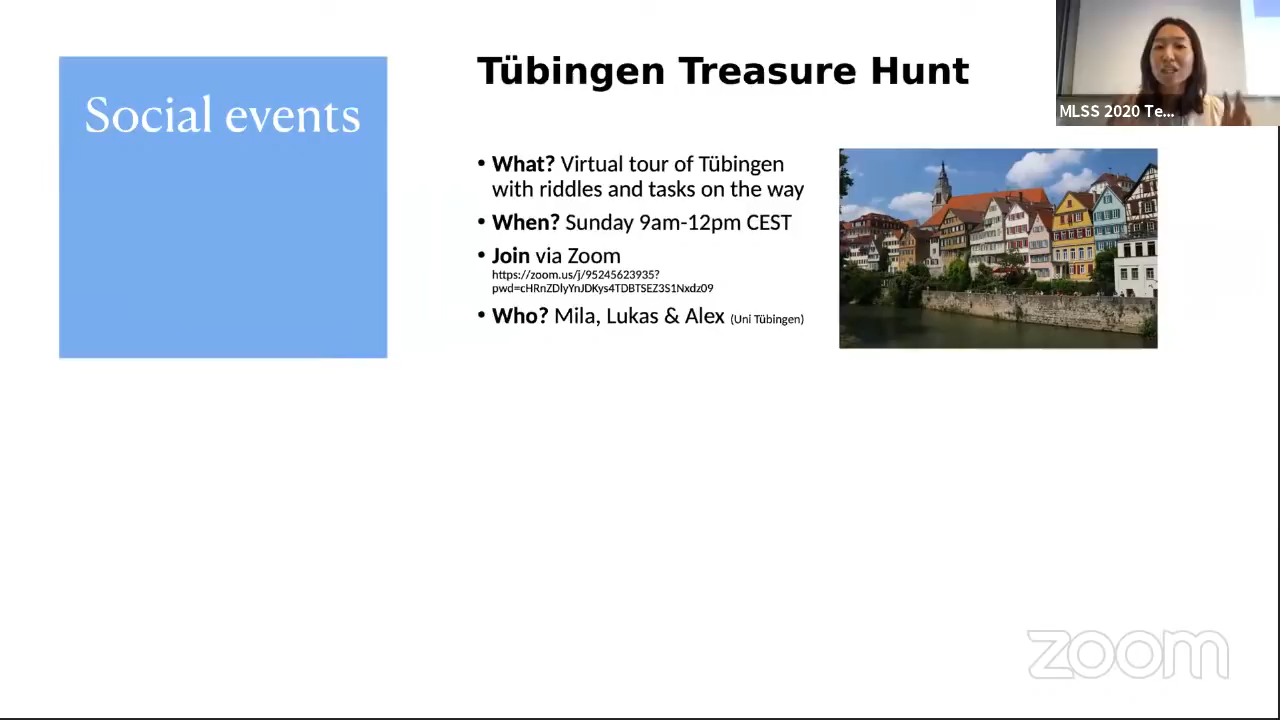 Social events
Tübingen Treasure Hunt
MLSS 2020 Te...
• What? Virtual tour of Tübingen
with riddles and tasks on the way
• When? Sunday 9am-12pm CEST
• Join via Zoom
https://zoom.us/j/95245623935?
pwd=cHRnZDlyYnJDKys4TDBTSEZ3S1Nxdz09
• Who? Mila, Lukas & Alex (Uni Tübingen)
zoom